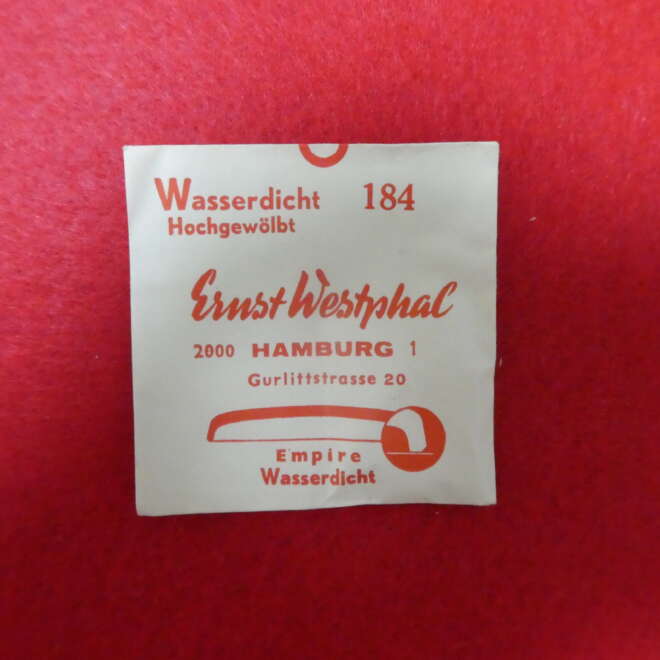 Wasserdicht 184
Hochgewölbt
Ernst Westphal
2000 HAMBURG 1
Gurlittstrasse 20
Empire
Wasserdicht